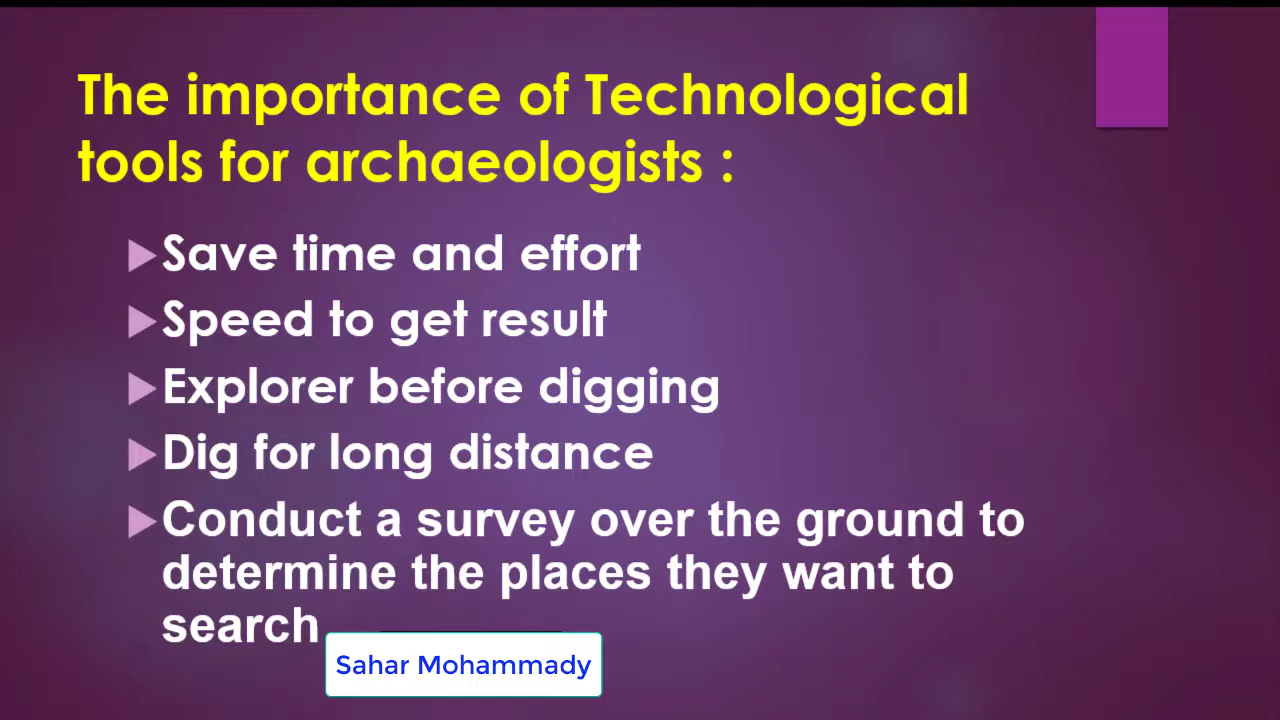 The importance of Technological
tools for archaeologists :
Save time and effort
Speed to get result
Explorer before digging
Dig for long distance
Conduct a survey over the ground to
determine the places they want to
search
Sahar Mohammady